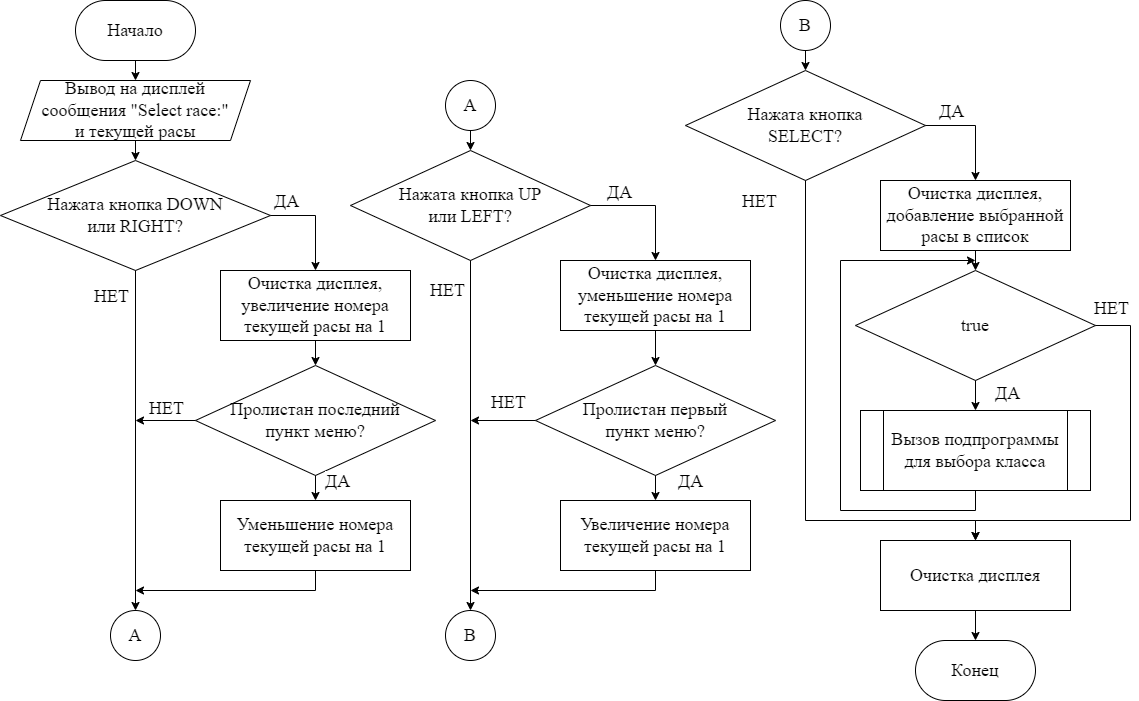 Начало
Вывод на дисплей
сообщения "Select race:"
и текущей расы
Нажата кнопка DOWN
или RIGHT?
ДА
НЕТ
Очистка дисплея,
увеличение номера
текущей расы на 1
Пролистан последний
пункт меню?
НЕТ
ДА
Уменьшение номера
текущей расы на 1
A
A
Нажата кнопка UP
или LEFT?
ДА
НЕТ
Очистка дисплея,
уменьшение номера
текущей расы на 1
Пролистан первый
пункт меню?
НЕТ
ДА
Увеличение номера
текущей расы на 1
B
B
Нажата кнопка
SELECT?
ДА
НЕТ
Очистка дисплея,
добавление выбранной
расы в список
true
НЕТ
ДА
Вызов подпрограммы
для выбора класса
Очистка дисплея
Конец